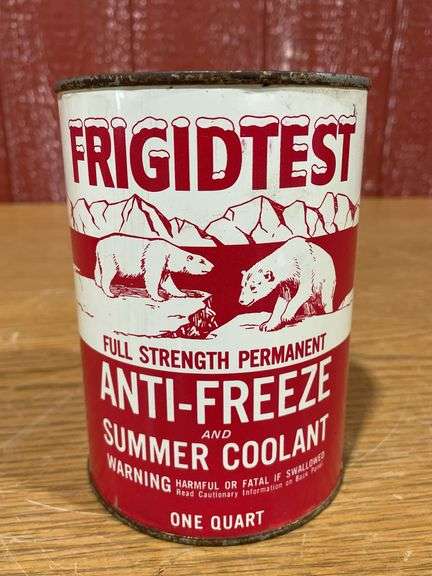 FRIGIDTEST
FULL STRENGTH PERMANENT
ANTI-FREEZE
AND
SUMMER COOLANT
WARNING HARMFUL OR FATAL IF SWALLOWED
Read Cautionary Information on Back Panel
ONE QUART